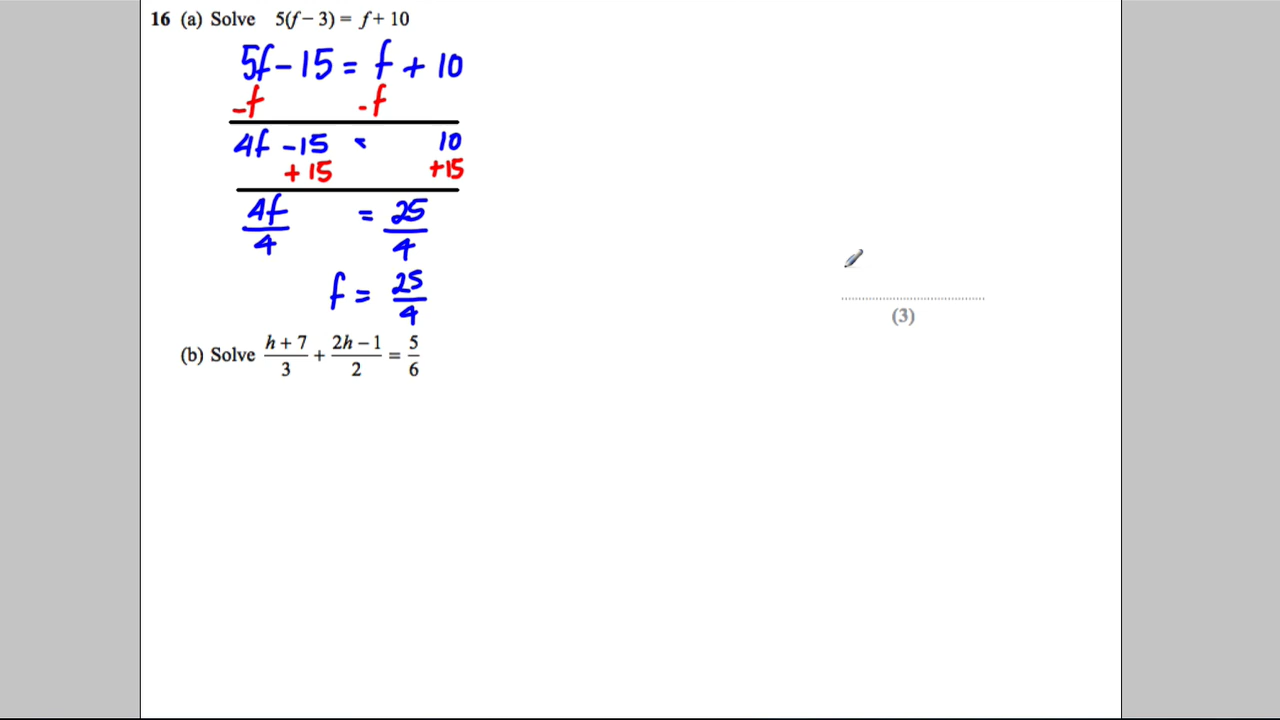 16 (a) Solve 5(f − 3) = f + 10
5f − 15 = f + 10
−f -f
4f − 15 = 10
+ 15 +15
4f/4 = 25/4
f = 25/4
(3)
(b) Solve (h + 7)/3 + (2h − 1)/2 = 5/6